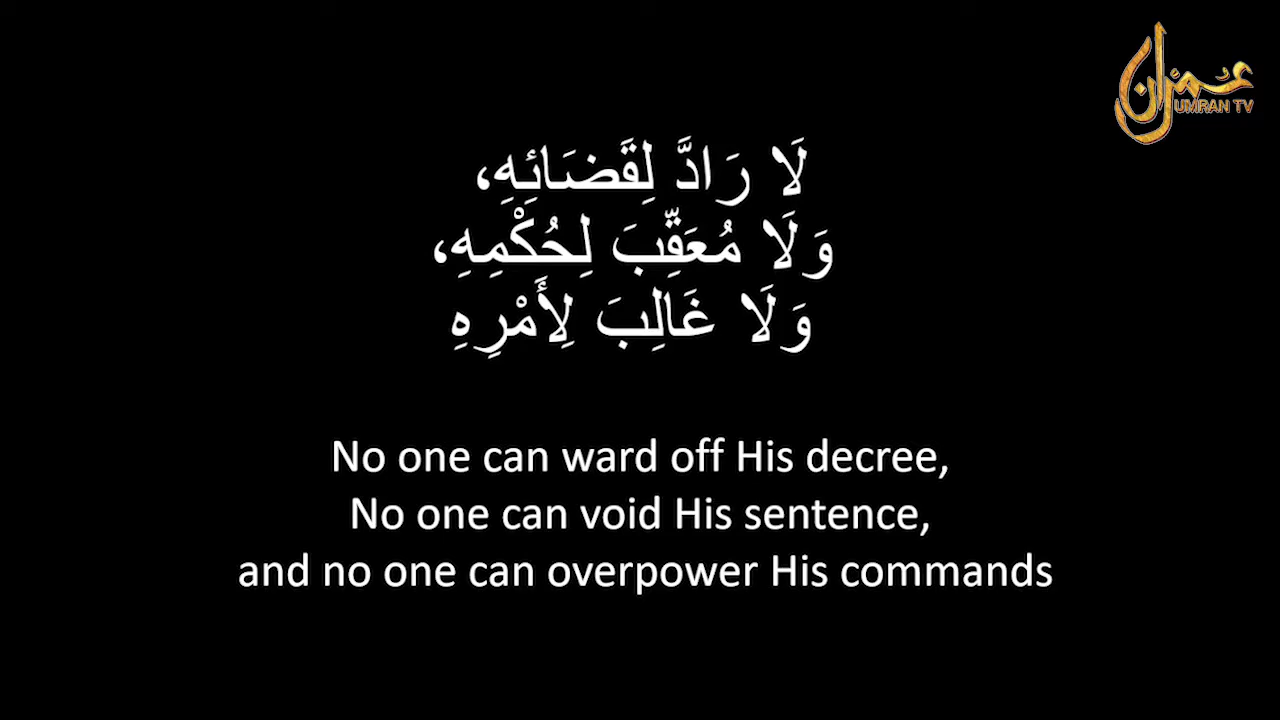 عمران
UMRAN TV
لَا رَادَّ لِقَضَائِهِ،
وَلَا مُعَقِّبَ لِحُكْمِهِ،
وَلَا غَالِبَ لِأَمْرِهِ
No one can ward off His decree,
No one can void His sentence,
and no one can overpower His commands